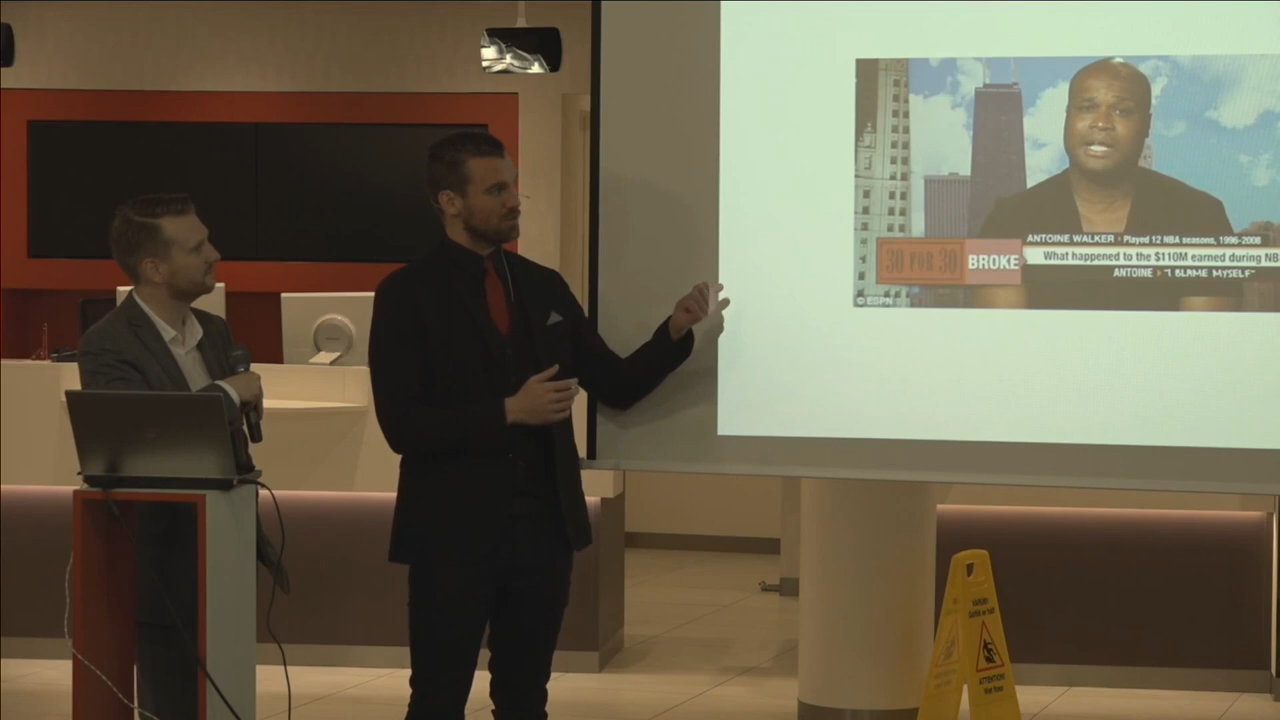 ANTOINE WALKER ▸ Played 12 NBA seasons, 1996-2008
30 FOR 30 BROKE
What happened to the $110M earned during NB
ANTOINE ▸ "I BLAME MYSELF"
© ESPN
ATTENTION!